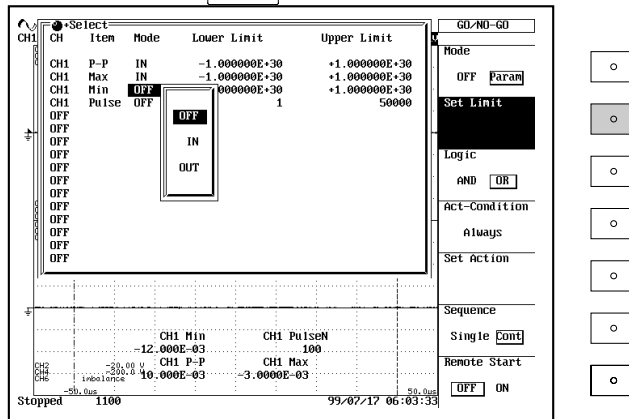 +Select
GO/NO-GO
CH1
CH Item Mode Lower Limit Upper Limit
CH1 P-P IN -1.000000E+30 +1.000000E+30
CH1 Max IN -1.000000E+30 +1.000000E+30
CH1 Min OFF 000000E+30 +1.000000E+30
CH1 Pulse OFF 1 50000
OFF
OFF
OFF
OFF
OFF
OFF
OFF
OFF
OFF
OFF
OFF
OFF
OFF
IN
OUT
Mode
OFF Param
Set Limit
Logic
AND OR
Act-Condition
Always
Set Action
Sequence
Single Cont
Remote Start
OFF ON
CH1 Min CH1 PulseN
-12.000E-03 100
CH1 P-P CH1 Max
10.000E-03 -3.0000E-03
CH2 -20.00 V
CH4 -200.0 V
CH6 imbalance
-50.0us 50.0us
Stopped 1100 99/07/17 06:03:33